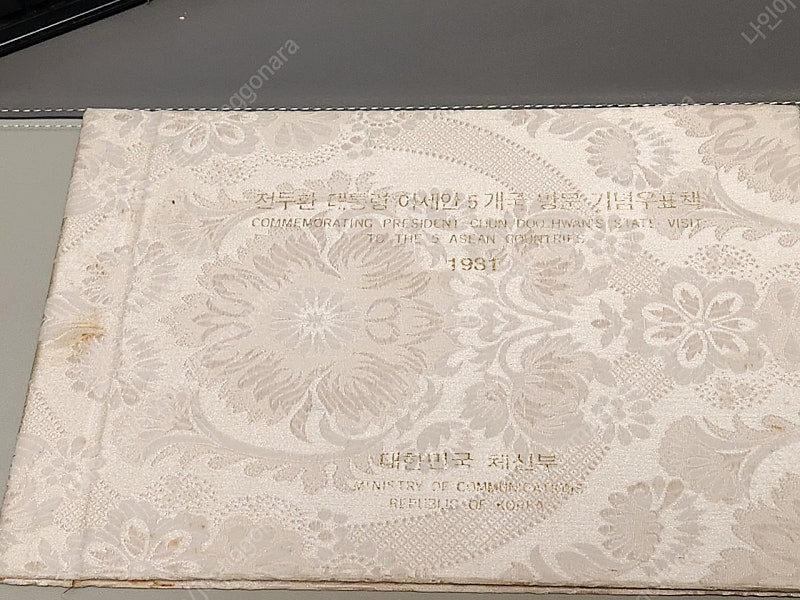 전두환 대통령 아세안 5개국 방문 기념우표책
COMMEMORATING PRESIDENT CHUN DOO HWAN'S STATE VISIT
TO THE 5 ASEAN COUNTRIES
1981
대한민국 체신부
MINISTRY OF COMMUNICATIONS
REPUBLIC OF KOREA